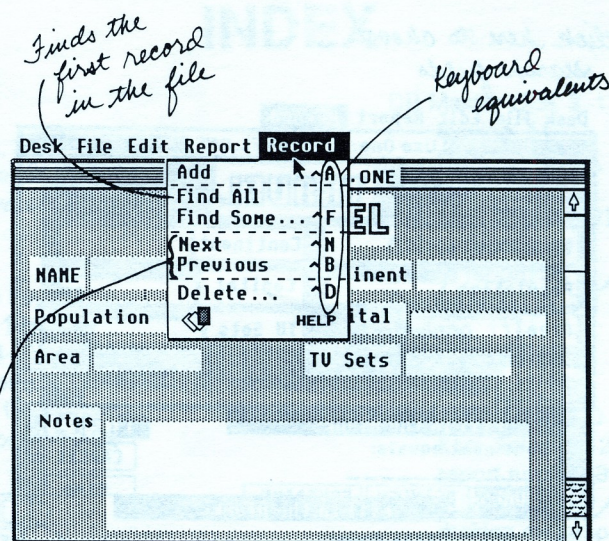 Finds the
first record
in the file
Keyboard
equivalents
Desk File Edit Report Record
Add ^A
.ONE
Find All
Find Some... ^F
EL
Next ^N
Previous ^B
Delete... ^D
HELP
NAME
inent
Population
ital
Area
TV Sets
Notes